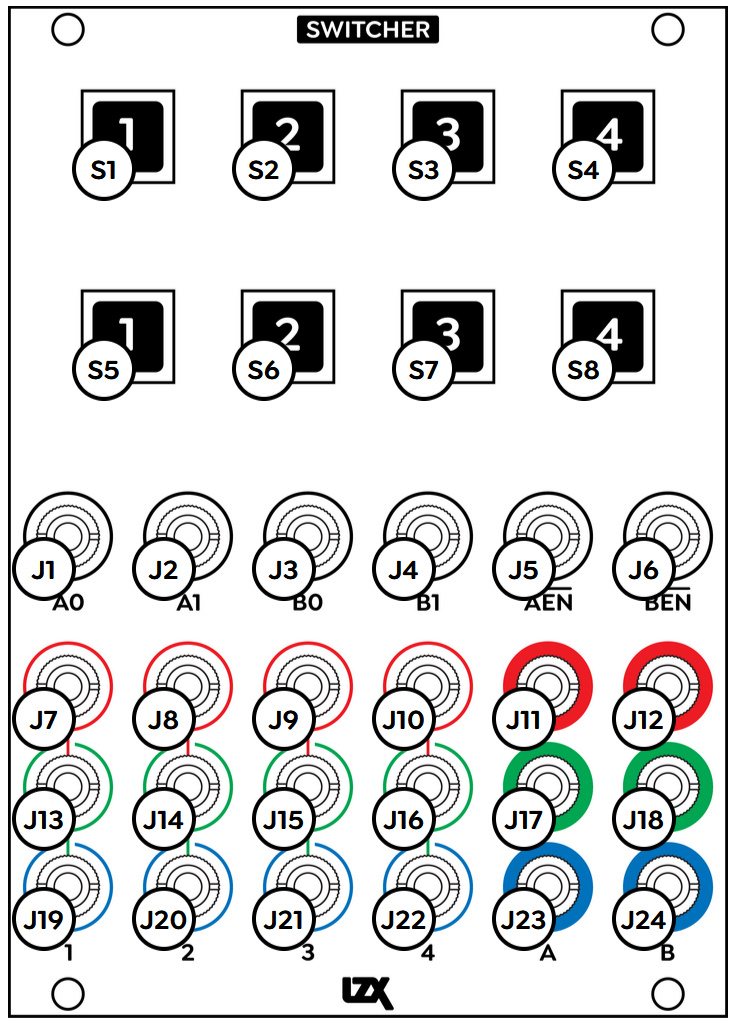 SWITCHER
1 2 3 4
S1 S2 S3 S4
1 2 3 4
S5 S6 S7 S8
J1 J2 J3 J4 J5 J6
A0 A1 B0 B1 AEN BEN
J7 J8 J9 J10 J11 J12
J13 J14 J15 J16 J17 J18
J19 J20 J21 J22 J23 J24
1 2 3 4 A B
LZX